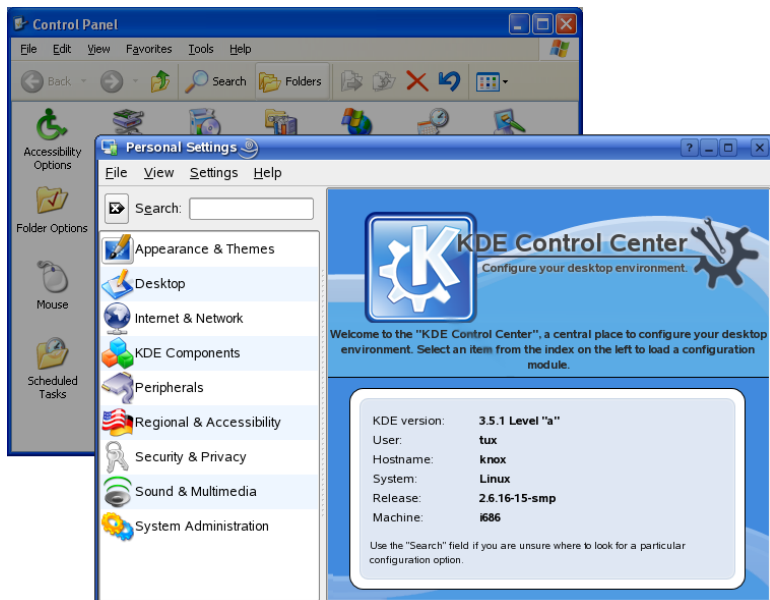 Control Panel
File Edit View Favorites Tools Help
Back Search Folders
Accessibility
Options
Folder Options
Mouse
Scheduled
Tasks
Personal Settings
File View Settings Help
Search:
Appearance & Themes
Desktop
Internet & Network
KDE Components
Peripherals
Regional & Accessibility
Security & Privacy
Sound & Multimedia
System Administration
KDE Control Center
Configure your desktop environment.
Welcome to the "KDE Control Center", a central place to configure your desktop
environment. Select an item from the index on the left to load a configuration
module.
KDE version: 3.5.1 Level "a"
User: tux
Hostname: knox
System: Linux
Release: 2.6.16-15-smp
Machine: i686
Use the "Search" field if you are unsure where to look for a particular
configuration option.